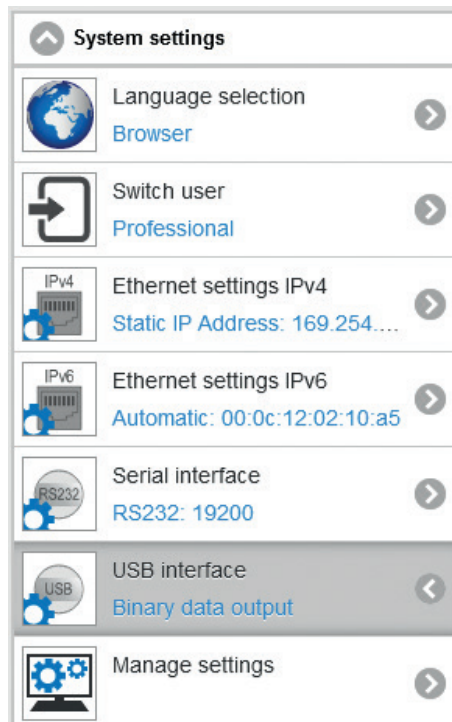 System settings
Language selection
Browser
Switch user
Professional
IPv4
Ethernet settings IPv4
Static IP Address: 169.254....
IPv6
Ethernet settings IPv6
Automatic: 00:0c:12:02:10:a5
RS232
Serial interface
RS232: 19200
USB
USB interface
Binary data output
Manage settings